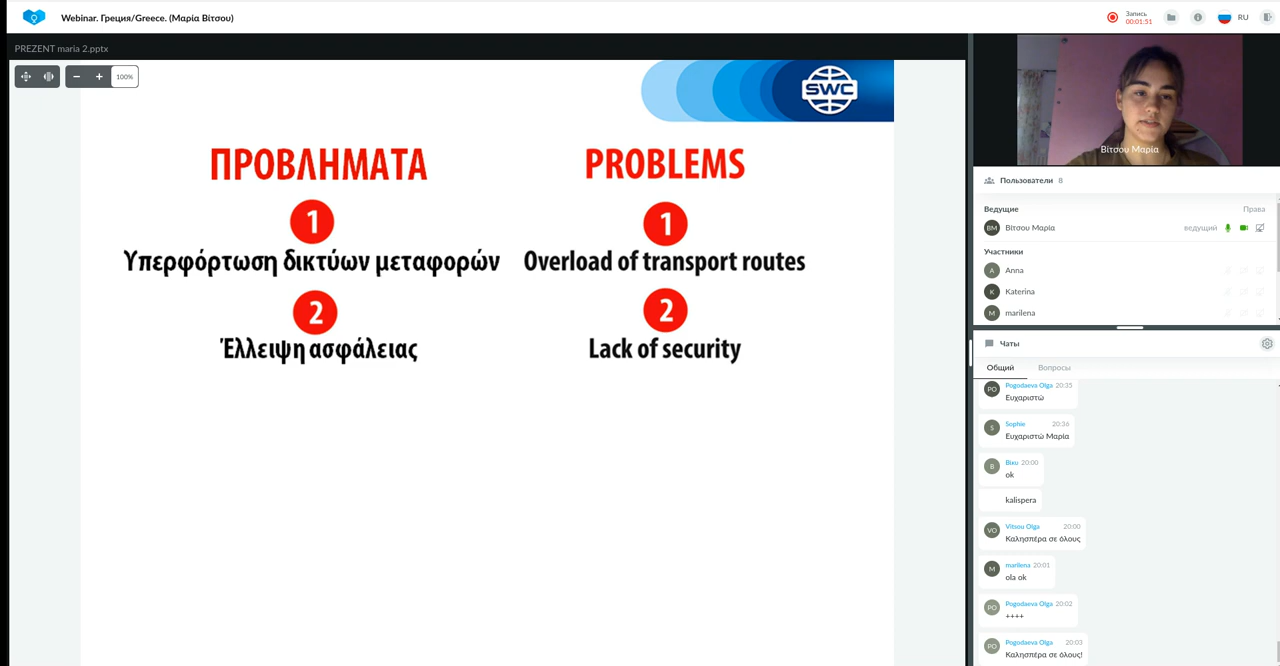 Webinar. Греция/Greece. (Μαρία Βίτσου)
Запись
00:01:51
RU
PREZENT maria 2.pptx
100%
SWC
ΠΡΟΒΛΗΜΑΤΑ
1
Υπερφόρτωση δικτύων μεταφορών
2
Έλλειψη ασφάλειας
PROBLEMS
1
Overload of transport routes
2
Lack of security
Βίτσου Μαρία
Пользователи 8
Ведущие Права
ВМ Βίτσου Μαρία ведущий
Участники
A Anna
K Katerina
M marilena
Чаты
Общий Вопросы
PO Pogodaeva Olga 20:35
Ευχαριστώ
S Sophie 20:36
Ευχαριστώ Μαρία
В Віки 20:00
ok
kalispera
VO Vitsou Olga 20:00
Καλησπέρα σε όλους
M marilena 20:01
ola ok
PO Pogodaeva Olga 20:02
++++
PO Pogodaeva Olga 20:03
Καλησπέρα σε όλους!